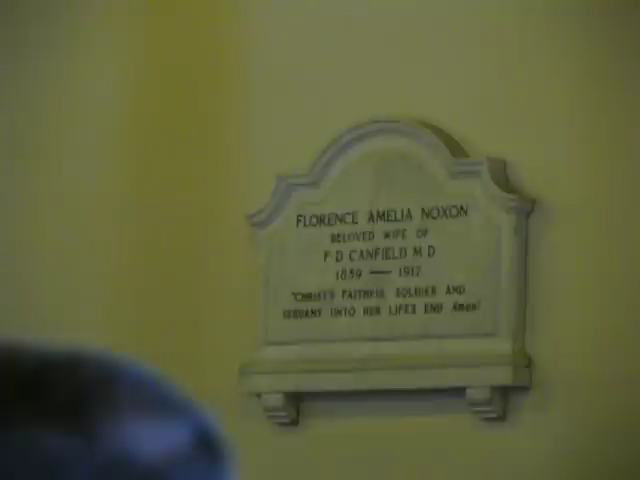 FLORENCE AMELIA NOXON
BELOVED WIFE OF
F D CANFIELD M D
1859 — 1917
"CHRIST'S FAITHFUL SOLDIER AND
SERVANT UNTO HER LIFE'S END Amen"